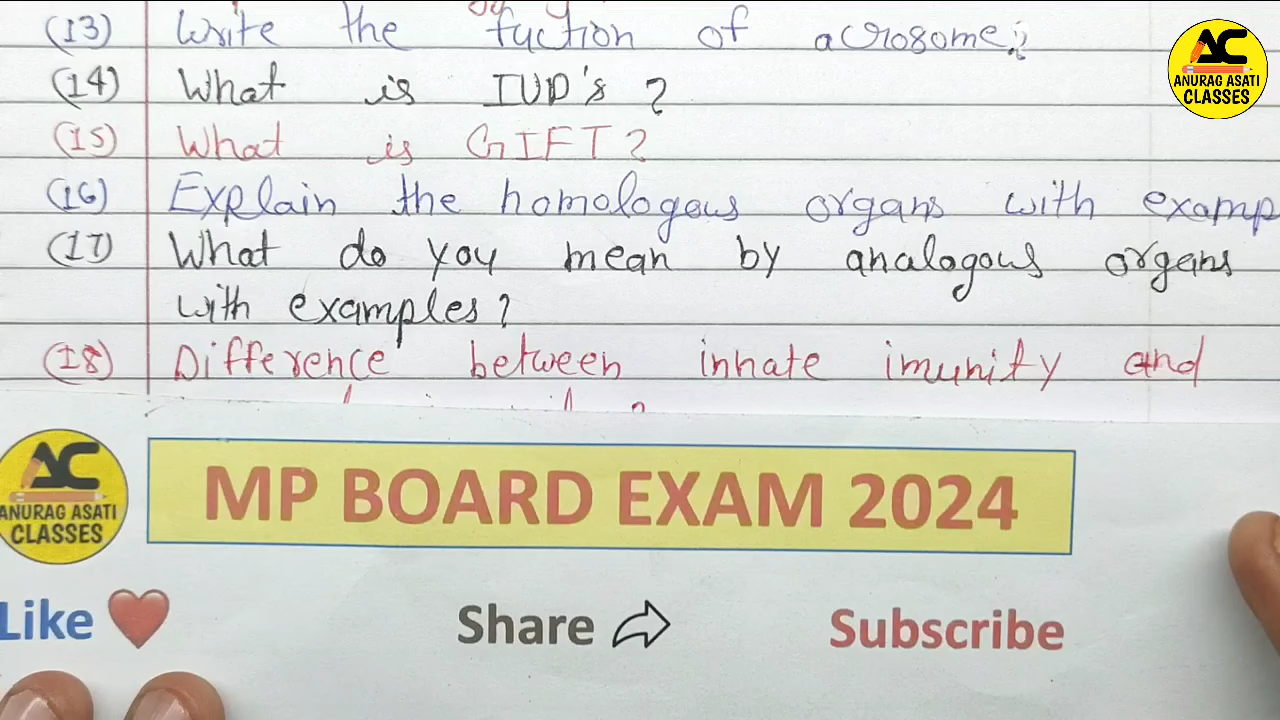 (13) Write the fuction of acrosome?
(14) What is IUD's ?
(15) What is GIFT?
(16) Explain the homologous organs with examp
(17) What do you mean by analogous organs
with examples?
(18) Difference between innate imunity and
AC
ANURAG ASATI
CLASSES
AC
ANURAG ASATI
CLASSES
MP BOARD EXAM 2024
Like Share Subscribe